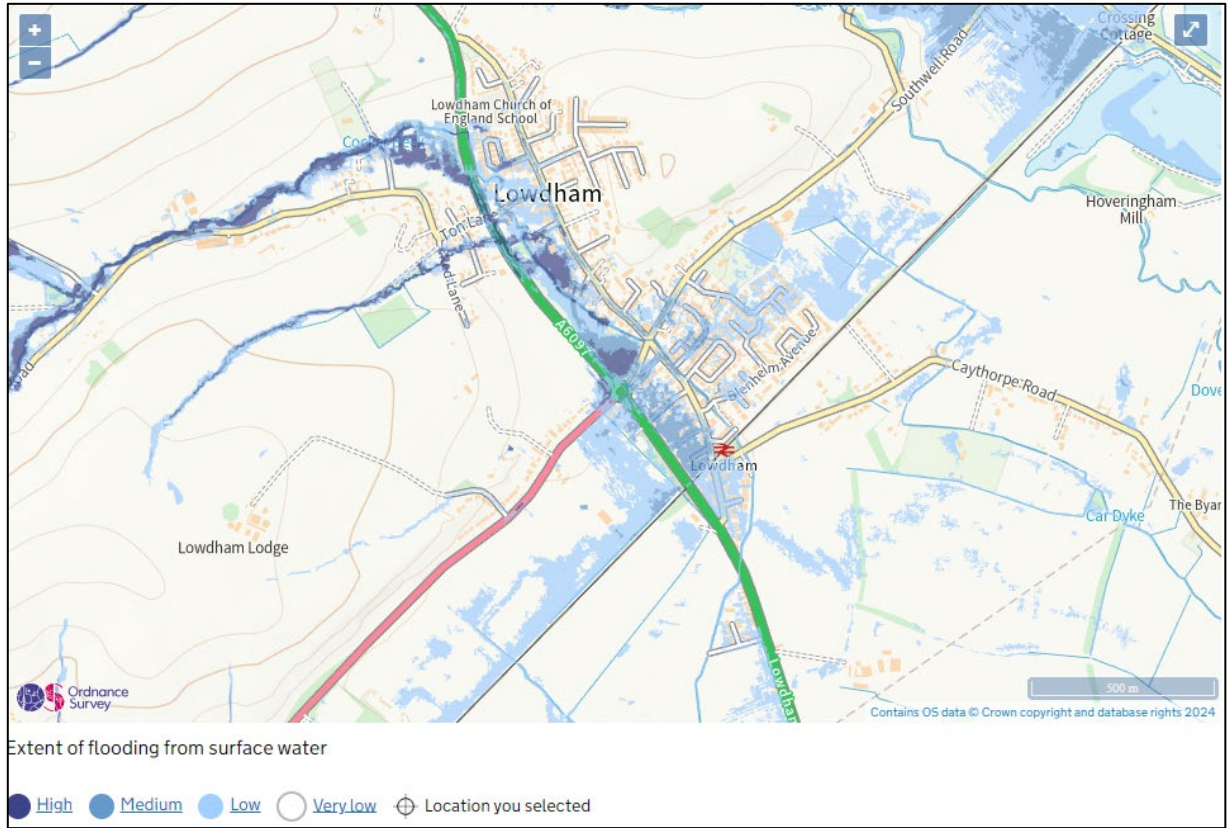 +
−
Crossing
Cottage
Southwell Road
Lowdham Church of
England School
Lowdham
Hoveringham
Mill
Ton Lane
A6097
Blenheim Avenue
Caythorpe Road
Lowdham
Car Dyke
The Byar
Lowdham Lodge
Lowdham
Ordnance
Survey
500 m
Contains OS data © Crown copyright and database rights 2024
Extent of flooding from surface water
High Medium Low Very low Location you selected